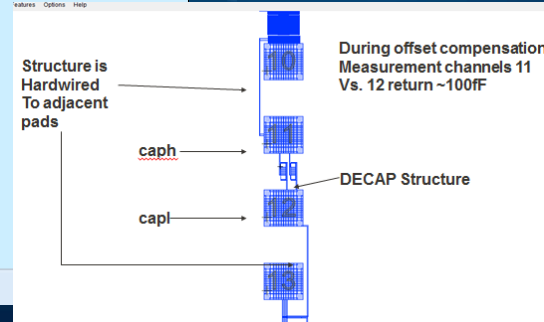 eatures Options Help
10
During offset compensation
Measurement channels 11
Vs. 12 return ~100fF
Structure is
Hardwired
To adjacent
pads
11
caph
DECAP Structure
12
capl
13